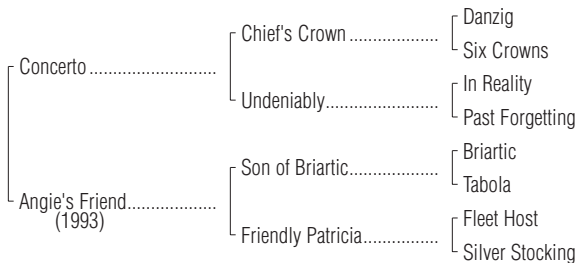 Danzig
Chief's Crown....................
Six Crowns
Concerto............................
In Reality
Undeniably.........................
Past Forgetting
Briartic
Son of Briartic....................
Tabola
Angie's Friend....................
(1993)
Fleet Host
Friendly Patricia.................
Silver Stocking